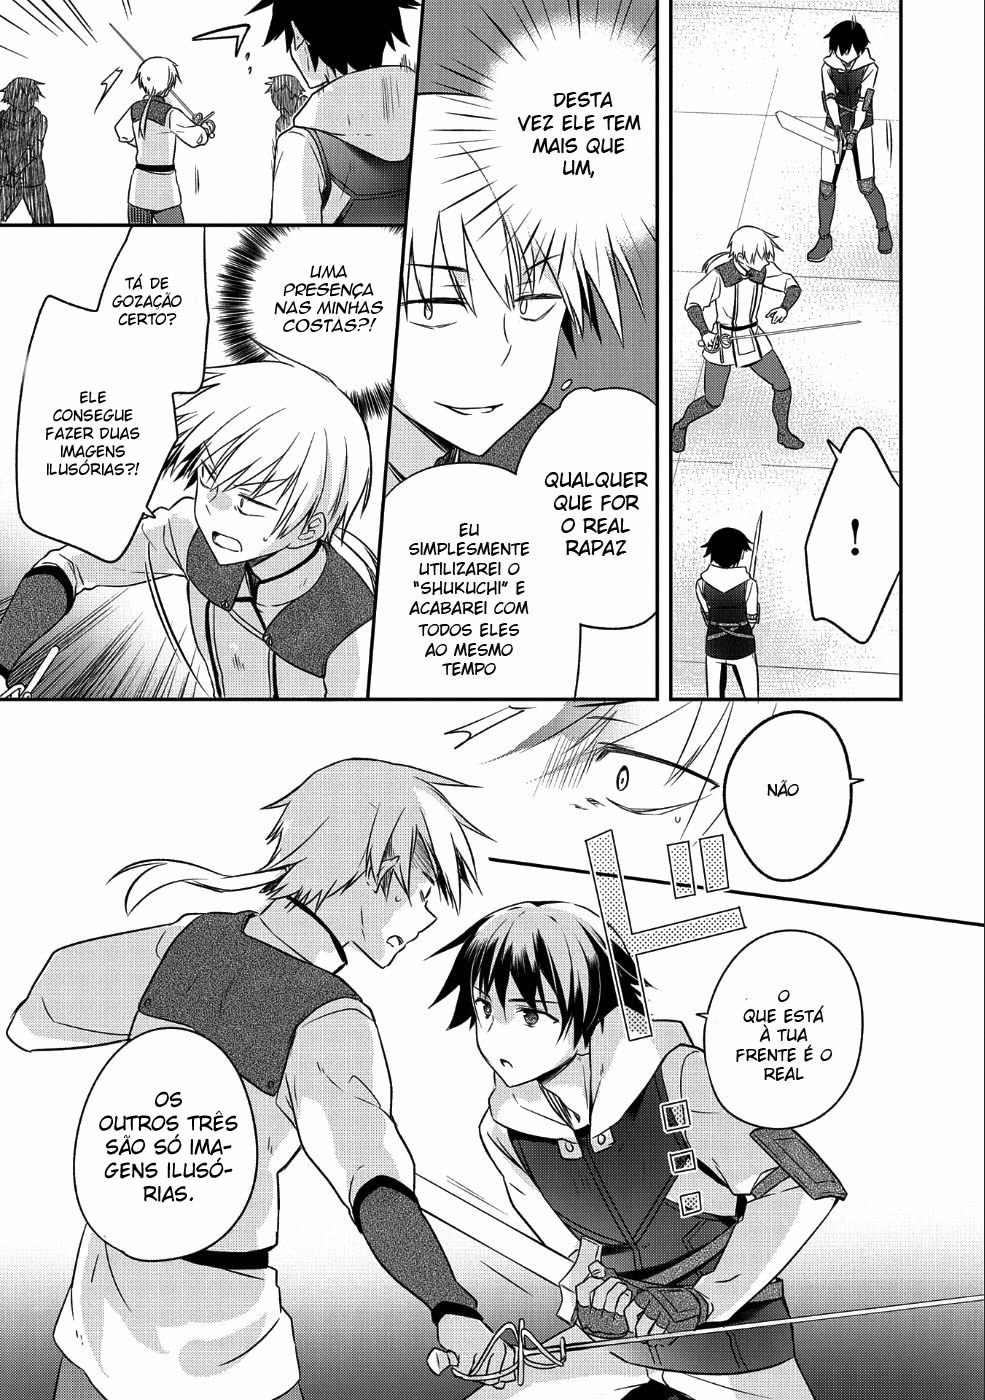 !
DESTA
VEZ ELE TEM
MAIS QUE
UM,
QUALQUER
QUE FOR
O REAL
RAPAZ
EU
SIMPLESMENTE
UTILIZAREI O
"SHUKUCHI" E
ACABAREI COM
TODOS ELES
AO MESMO
TEMPO
UMA
PRESENÇA
NAS MINHAS
COSTAS?!
TÁ DE
GOZAÇÃO
CERTO?
ELE
CONSEGUE
FAZER DUAS
IMAGENS
ILUSÓRIAS?!
NÃO
O
QUE ESTÁ
À TUA
FRENTE É O
REAL
OS
OUTROS TRÊS
SÃO SÓ IMA-
GENS ILUSÓ-
RIAS.